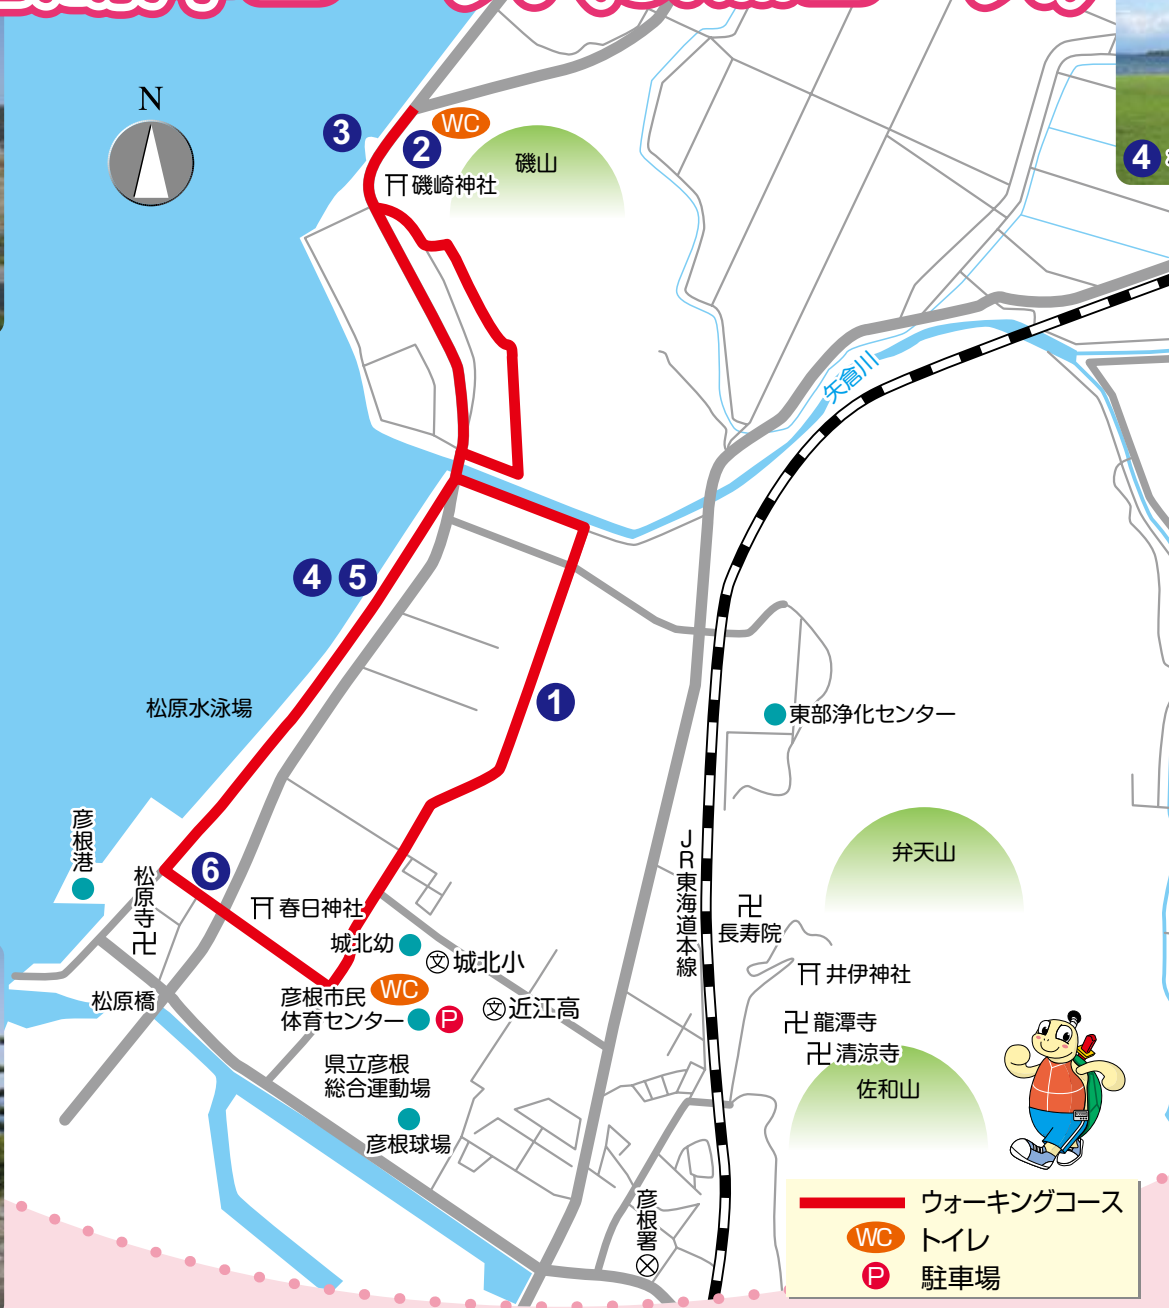 N
3
2
WC
磯崎神社
磯山
4
矢倉川
4 5
1
松原水泳場
東部浄化センター
弁天山
彦根港
松原寺
6
春日神社
城北幼
文 城北小
JR東海道本線
長寿院
井伊神社
松原橋
彦根市民
体育センター
WC
P
文 近江高
龍潭寺
清涼寺
佐和山
県立彦根
総合運動場
彦根球場
彦根署
ウォーキングコース
WC トイレ
P 駐車場